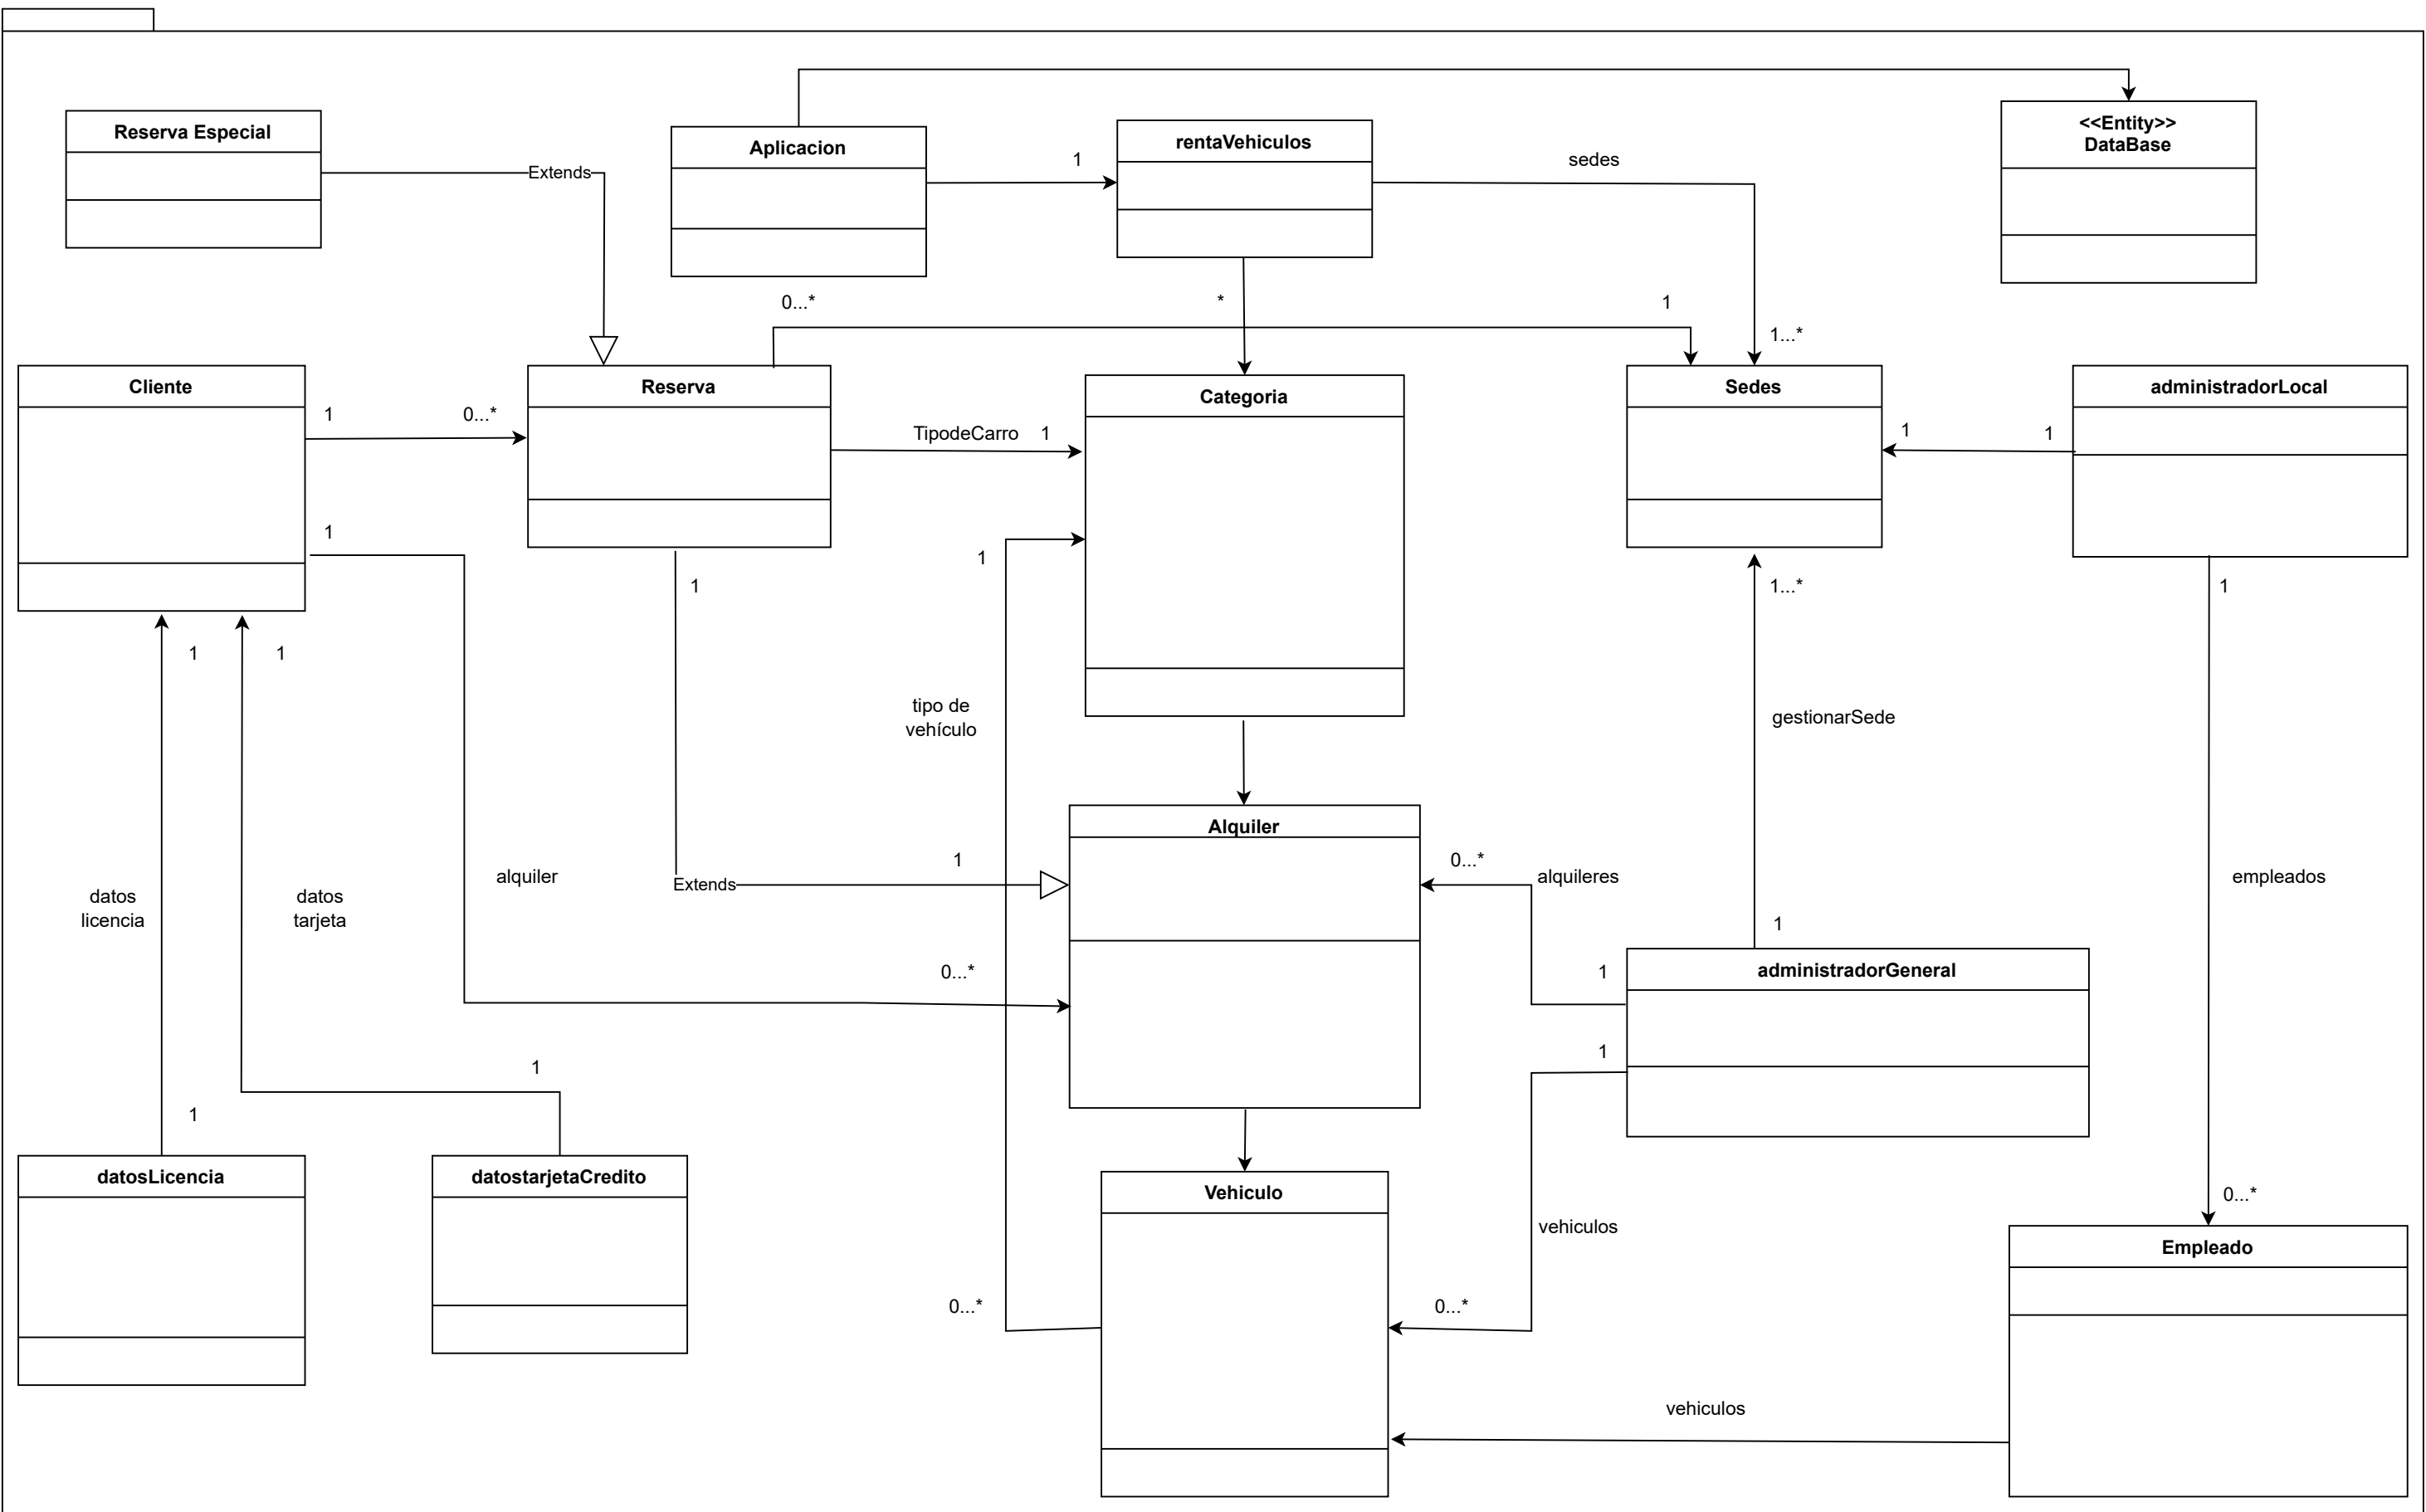 <<Entity>>
DataBase
Reserva Especial
Aplicacion
rentaVehiculos
1
sedes
Extends
0...*
*
1
1...*
Cliente
Reserva
Categoria
Sedes
administradorLocal
1
0...*
TipodeCarro
1
1
1
1
1
1
1...*
1
1
1
tipo de
vehículo
gestionarSede
Alquiler
1
Extends
0...*
alquileres
alquiler
empleados
datos
licencia
datos
tarjeta
1
0...*
1
administradorGeneral
1
1
1
datosLicencia
datostarjetaCredito
Vehiculo
0...*
vehiculos
Empleado
0...*
0...*
vehiculos